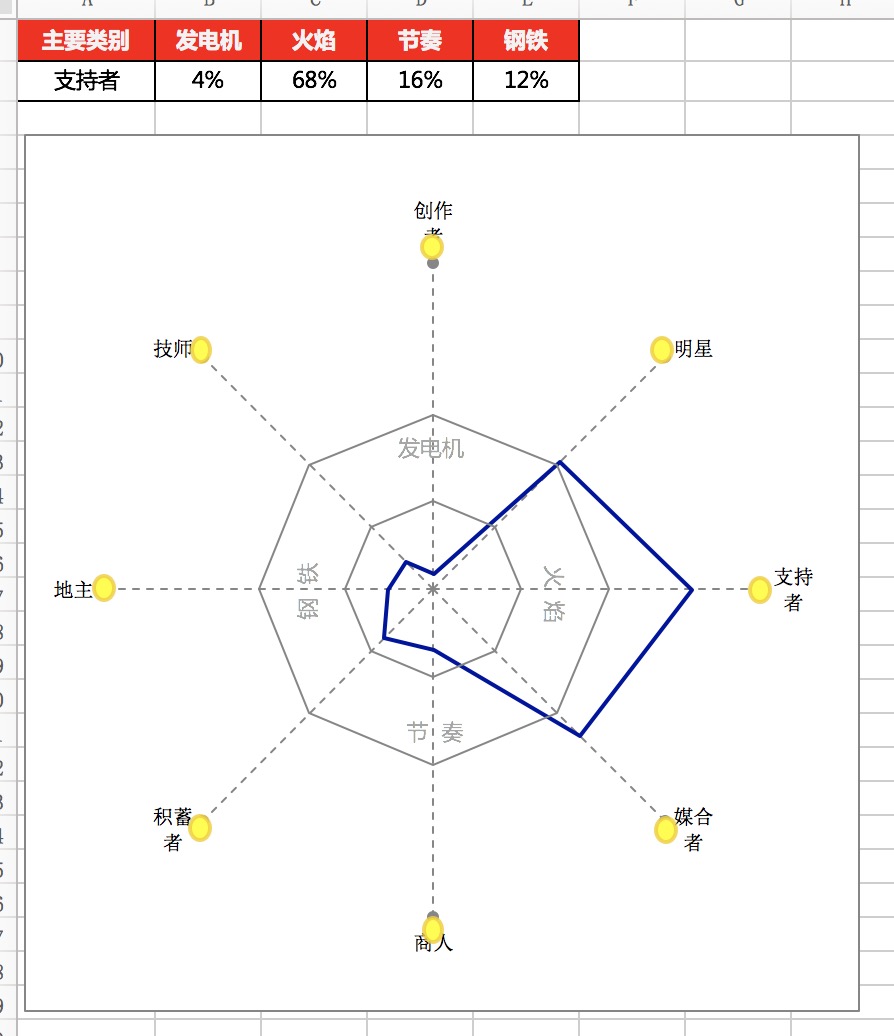 主要类别 发电机 火焰 节奏 钢铁
支持者 4% 68% 16% 12%
创作
者
技师
明星
发电机
地主
钢铁
火焰
支持
者
节奏
积蓄
者
媒合
者
商人